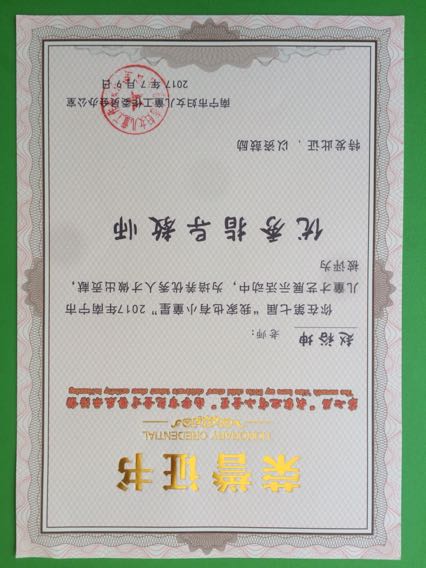 荣誉证书
HONORARY CREDENTIAL
赵裕坤 老师：
你在第七届“我家也有小童星”2017年南宁市
儿童才艺展示活动中，为培养优秀人才做出贡献，
被评为
优秀指导教师
特发此证，以资鼓励
南宁市妇女儿童工作委员会办公室
2017年7月9日